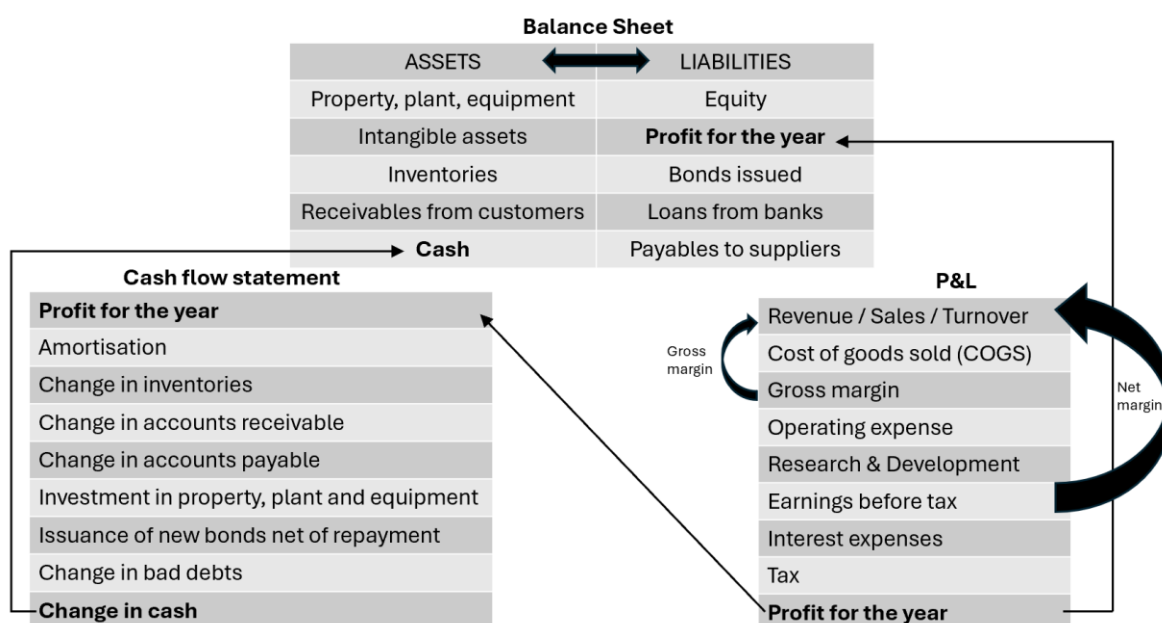 Balance Sheet
ASSETS LIABILITIES
Property, plant, equipment Equity
Intangible assets Profit for the year
Inventories Bonds issued
Receivables from customers Loans from banks
Cash Payables to suppliers
Cash flow statement
Profit for the year
Amortisation
Change in inventories
Change in accounts receivable
Change in accounts payable
Investment in property, plant and equipment
Issuance of new bonds net of repayment
Change in bad debts
Change in cash
P&L
Revenue / Sales / Turnover
Cost of goods sold (COGS)
Gross margin
Operating expense
Research & Development
Earnings before tax
Interest expenses
Tax
Profit for the year
Gross
margin
Net
margin